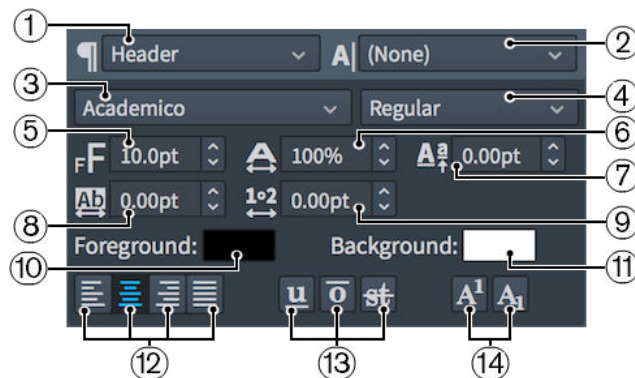 ① ¶ Header A| (None) ②
③ Academico Regular ④
⑤ FF 10.0pt A 100% ⑥ Aa 0.00pt ⑦
⑧ Ab 0.00pt 1∘2 0.00pt ⑨
Foreground: Background:
⑩ ⑪
u o st A¹ A₁
⑫ ⑬ ⑭